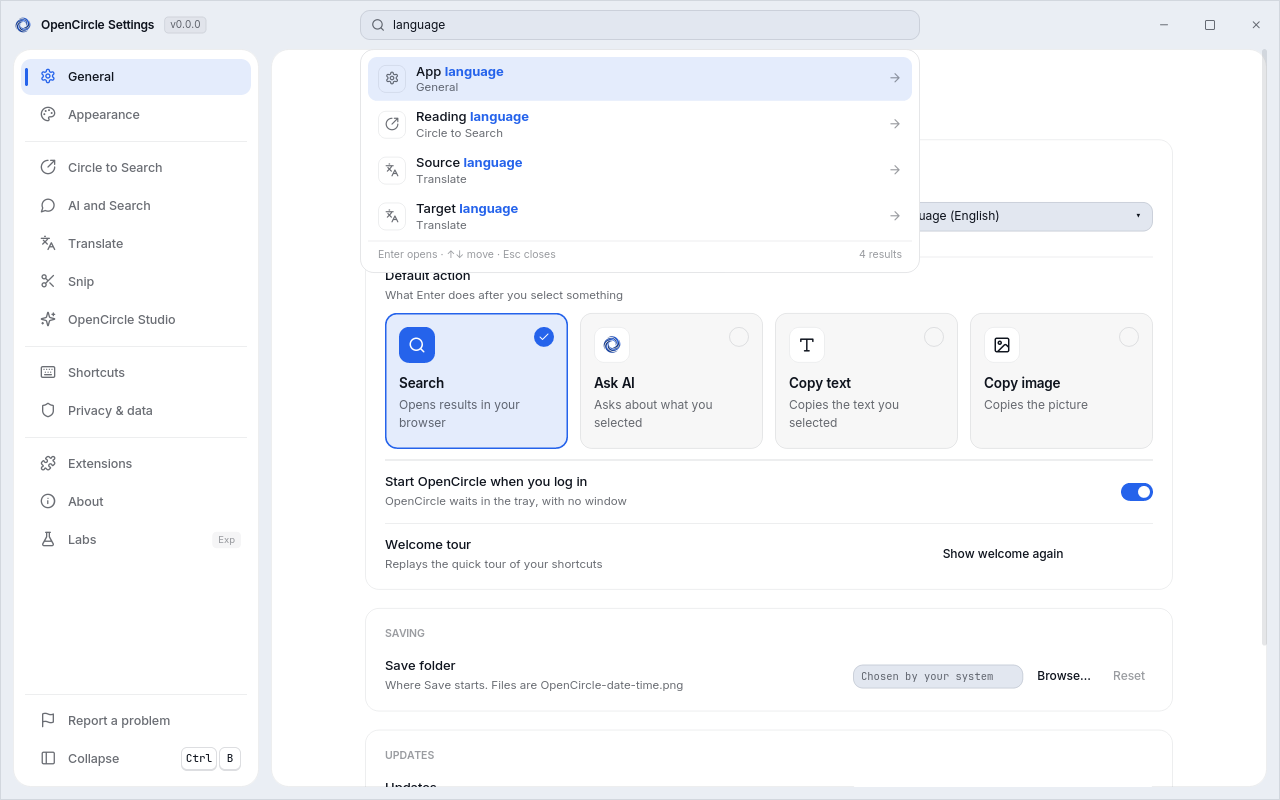 OpenCircle Settings v0.0.0
language
General
Appearance
Circle to Search
AI and Search
Translate
Snip
OpenCircle Studio
Shortcuts
Privacy & data
Extensions
About
Labs Exp
Report a problem
Collapse Ctrl B
App language
General
Reading language
Circle to Search
Source language
Translate
Target language
Translate
Enter opens · ↑↓ move · Esc closes 4 results
uage (English)
Default action
What Enter does after you select something
Search
Opens results in your
browser
Ask AI
Asks about what you
selected
Copy text
Copies the text you
selected
Copy image
Copies the picture
Start OpenCircle when you log in
OpenCircle waits in the tray, with no window
Welcome tour
Replays the quick tour of your shortcuts
Show welcome again
SAVING
Save folder
Where Save starts. Files are OpenCircle-date-time.png
Chosen by your system Browse... Reset
UPDATES
Updates